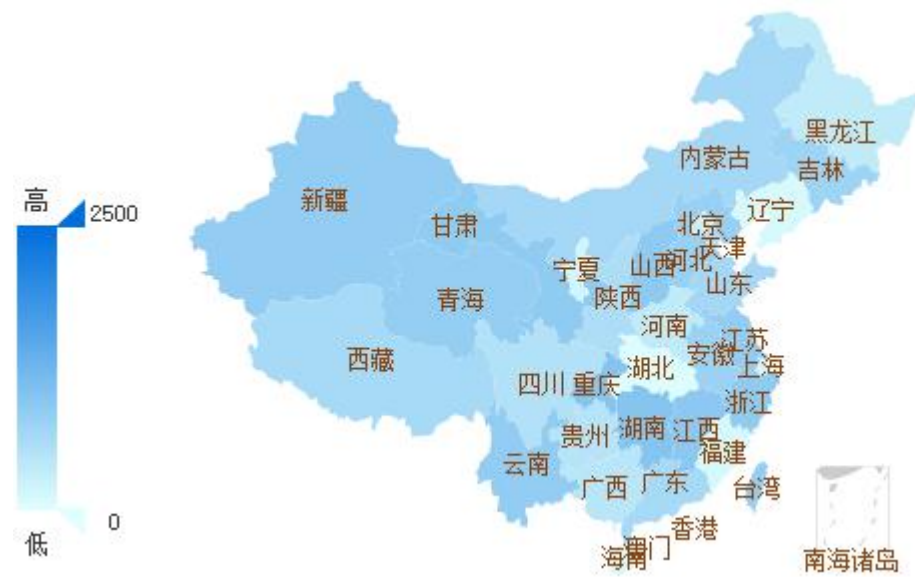 高
2500
0
低
黑龙江
内蒙古
吉林
新疆
辽宁
甘肃
北京
天津
宁夏
山西
河北
山东
青海
陕西
河南
江苏
西藏
湖北
安徽
上海
四川
重庆
浙江
贵州
湖南
江西
福建
云南
广西
广东
台湾
香港
澳门
海南
南海诸岛